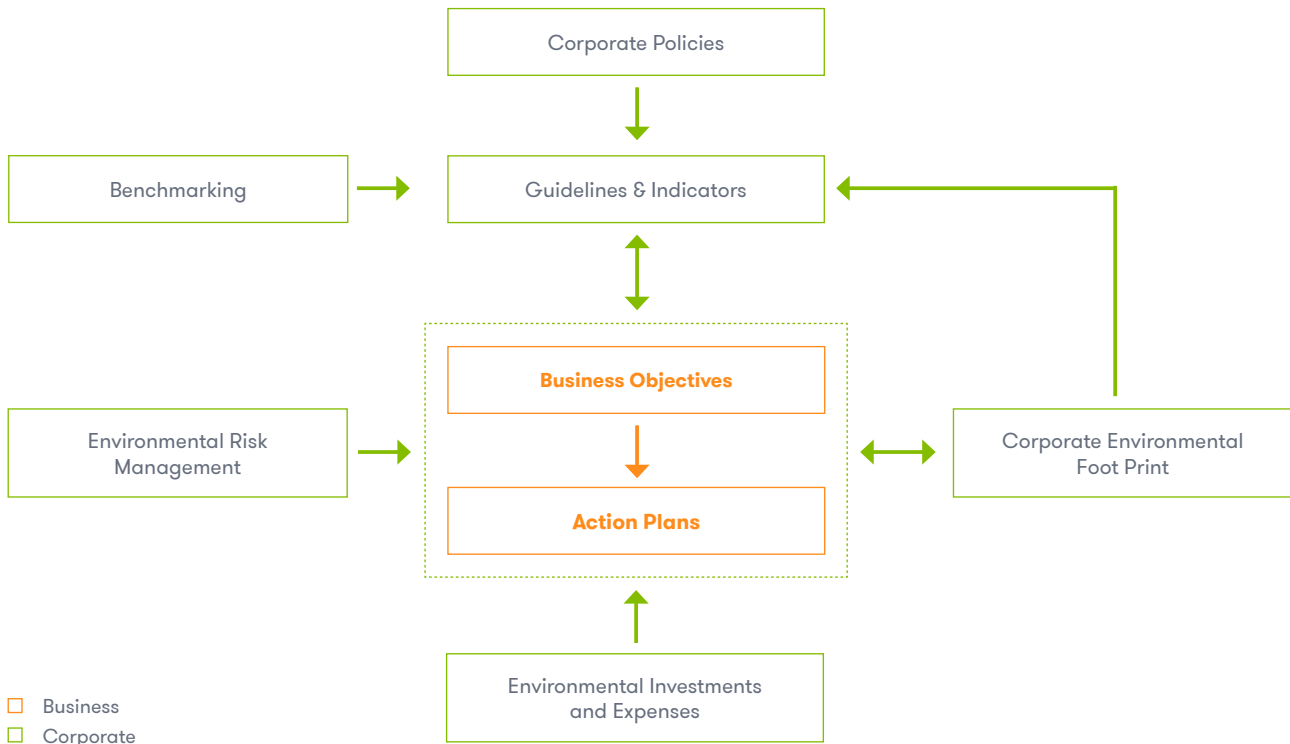 Corporate Policies
Benchmarking
Guidelines & Indicators
Business Objectives
Environmental Risk
Management
Corporate Environmental
Foot Print
Action Plans
Environmental Investments
and Expenses
Business
Corporate